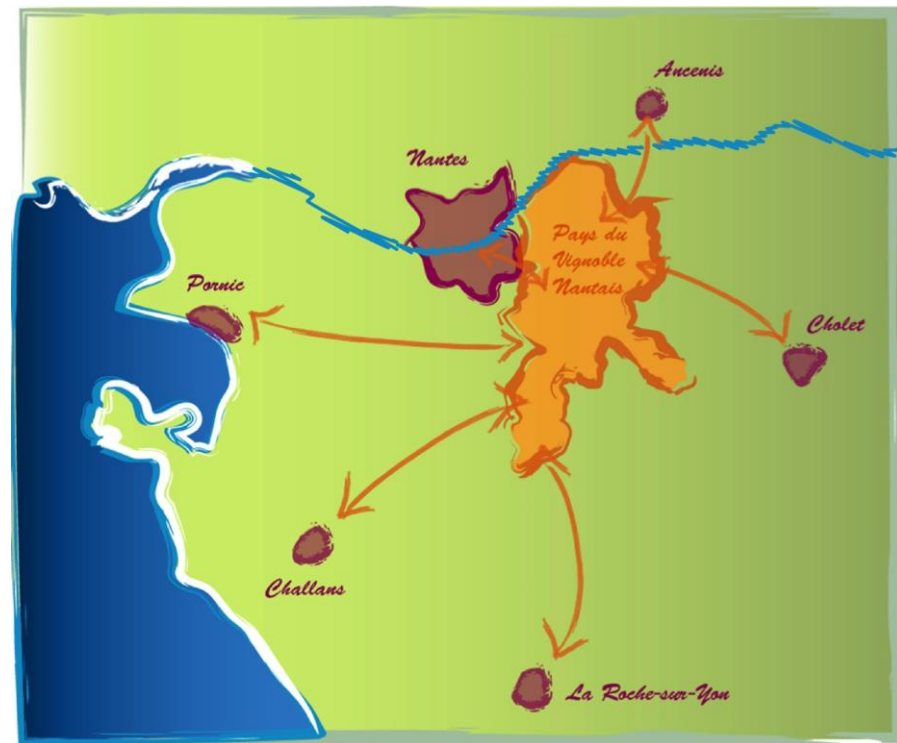 Ancenis
Nantes
Pays du
Vignoble
Nantais
Pornic
Cholet
Challans
La Roche-sur-Yon